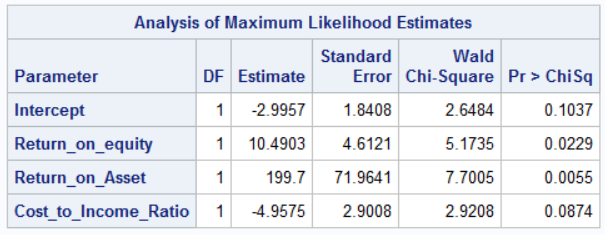 Analysis of Maximum Likelihood Estimates
Parameter DF Estimate Standard Error Wald Chi-Square Pr > ChiSq
Intercept 1 -2.9957 1.8408 2.6484 0.1037
Return_on_equity 1 10.4903 4.6121 5.1735 0.0229
Return_on_Asset 1 199.7 71.9641 7.7005 0.0055
Cost_to_Income_Ratio 1 -4.9575 2.9008 2.9208 0.0874